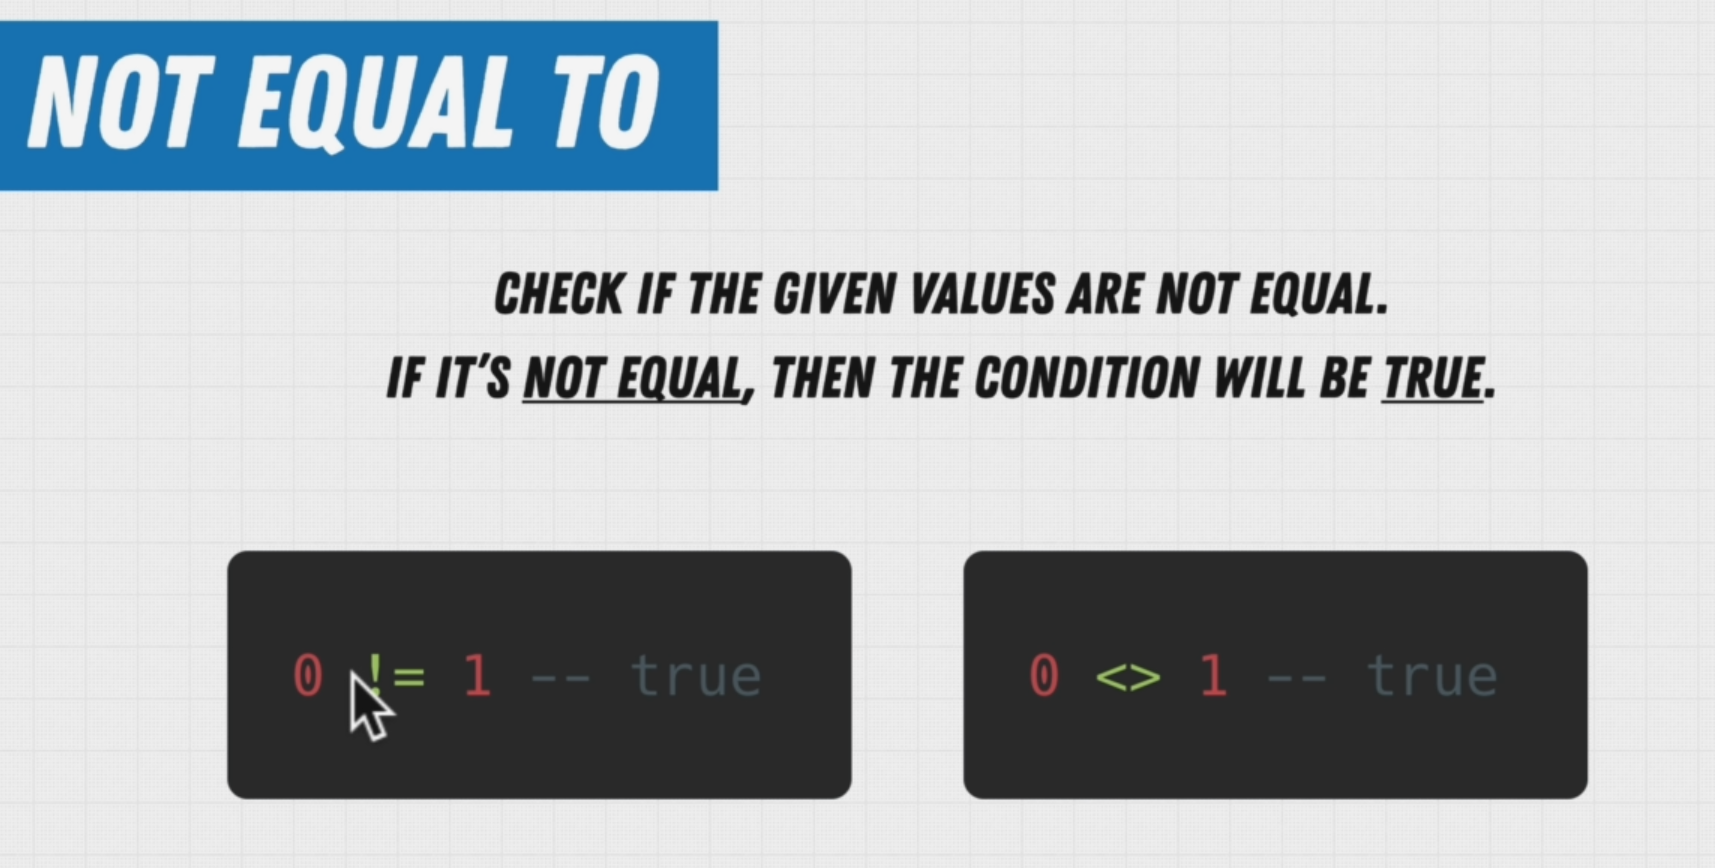 NOT EQUAL TO
CHECK IF THE GIVEN VALUES ARE NOT EQUAL.
IF IT'S NOT EQUAL, THEN THE CONDITION WILL BE TRUE.
0 != 1 -- true
0 <> 1 -- true